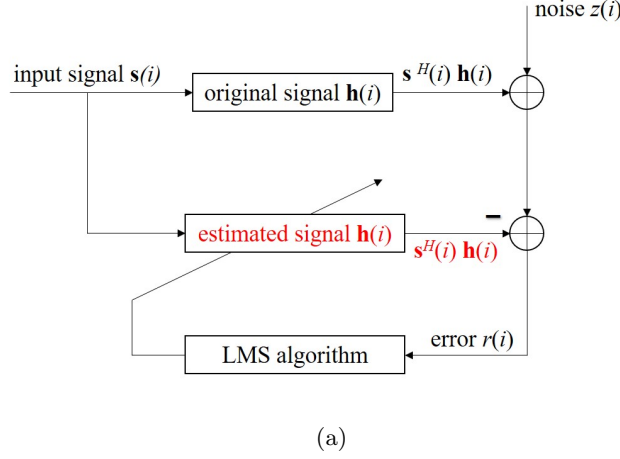 noise z(i)
input signal s(i)
original signal h(i)
s^H(i) h(i)
estimated signal h(i)
s^H(i) h(i)
LMS algorithm
error r(i)
(a)